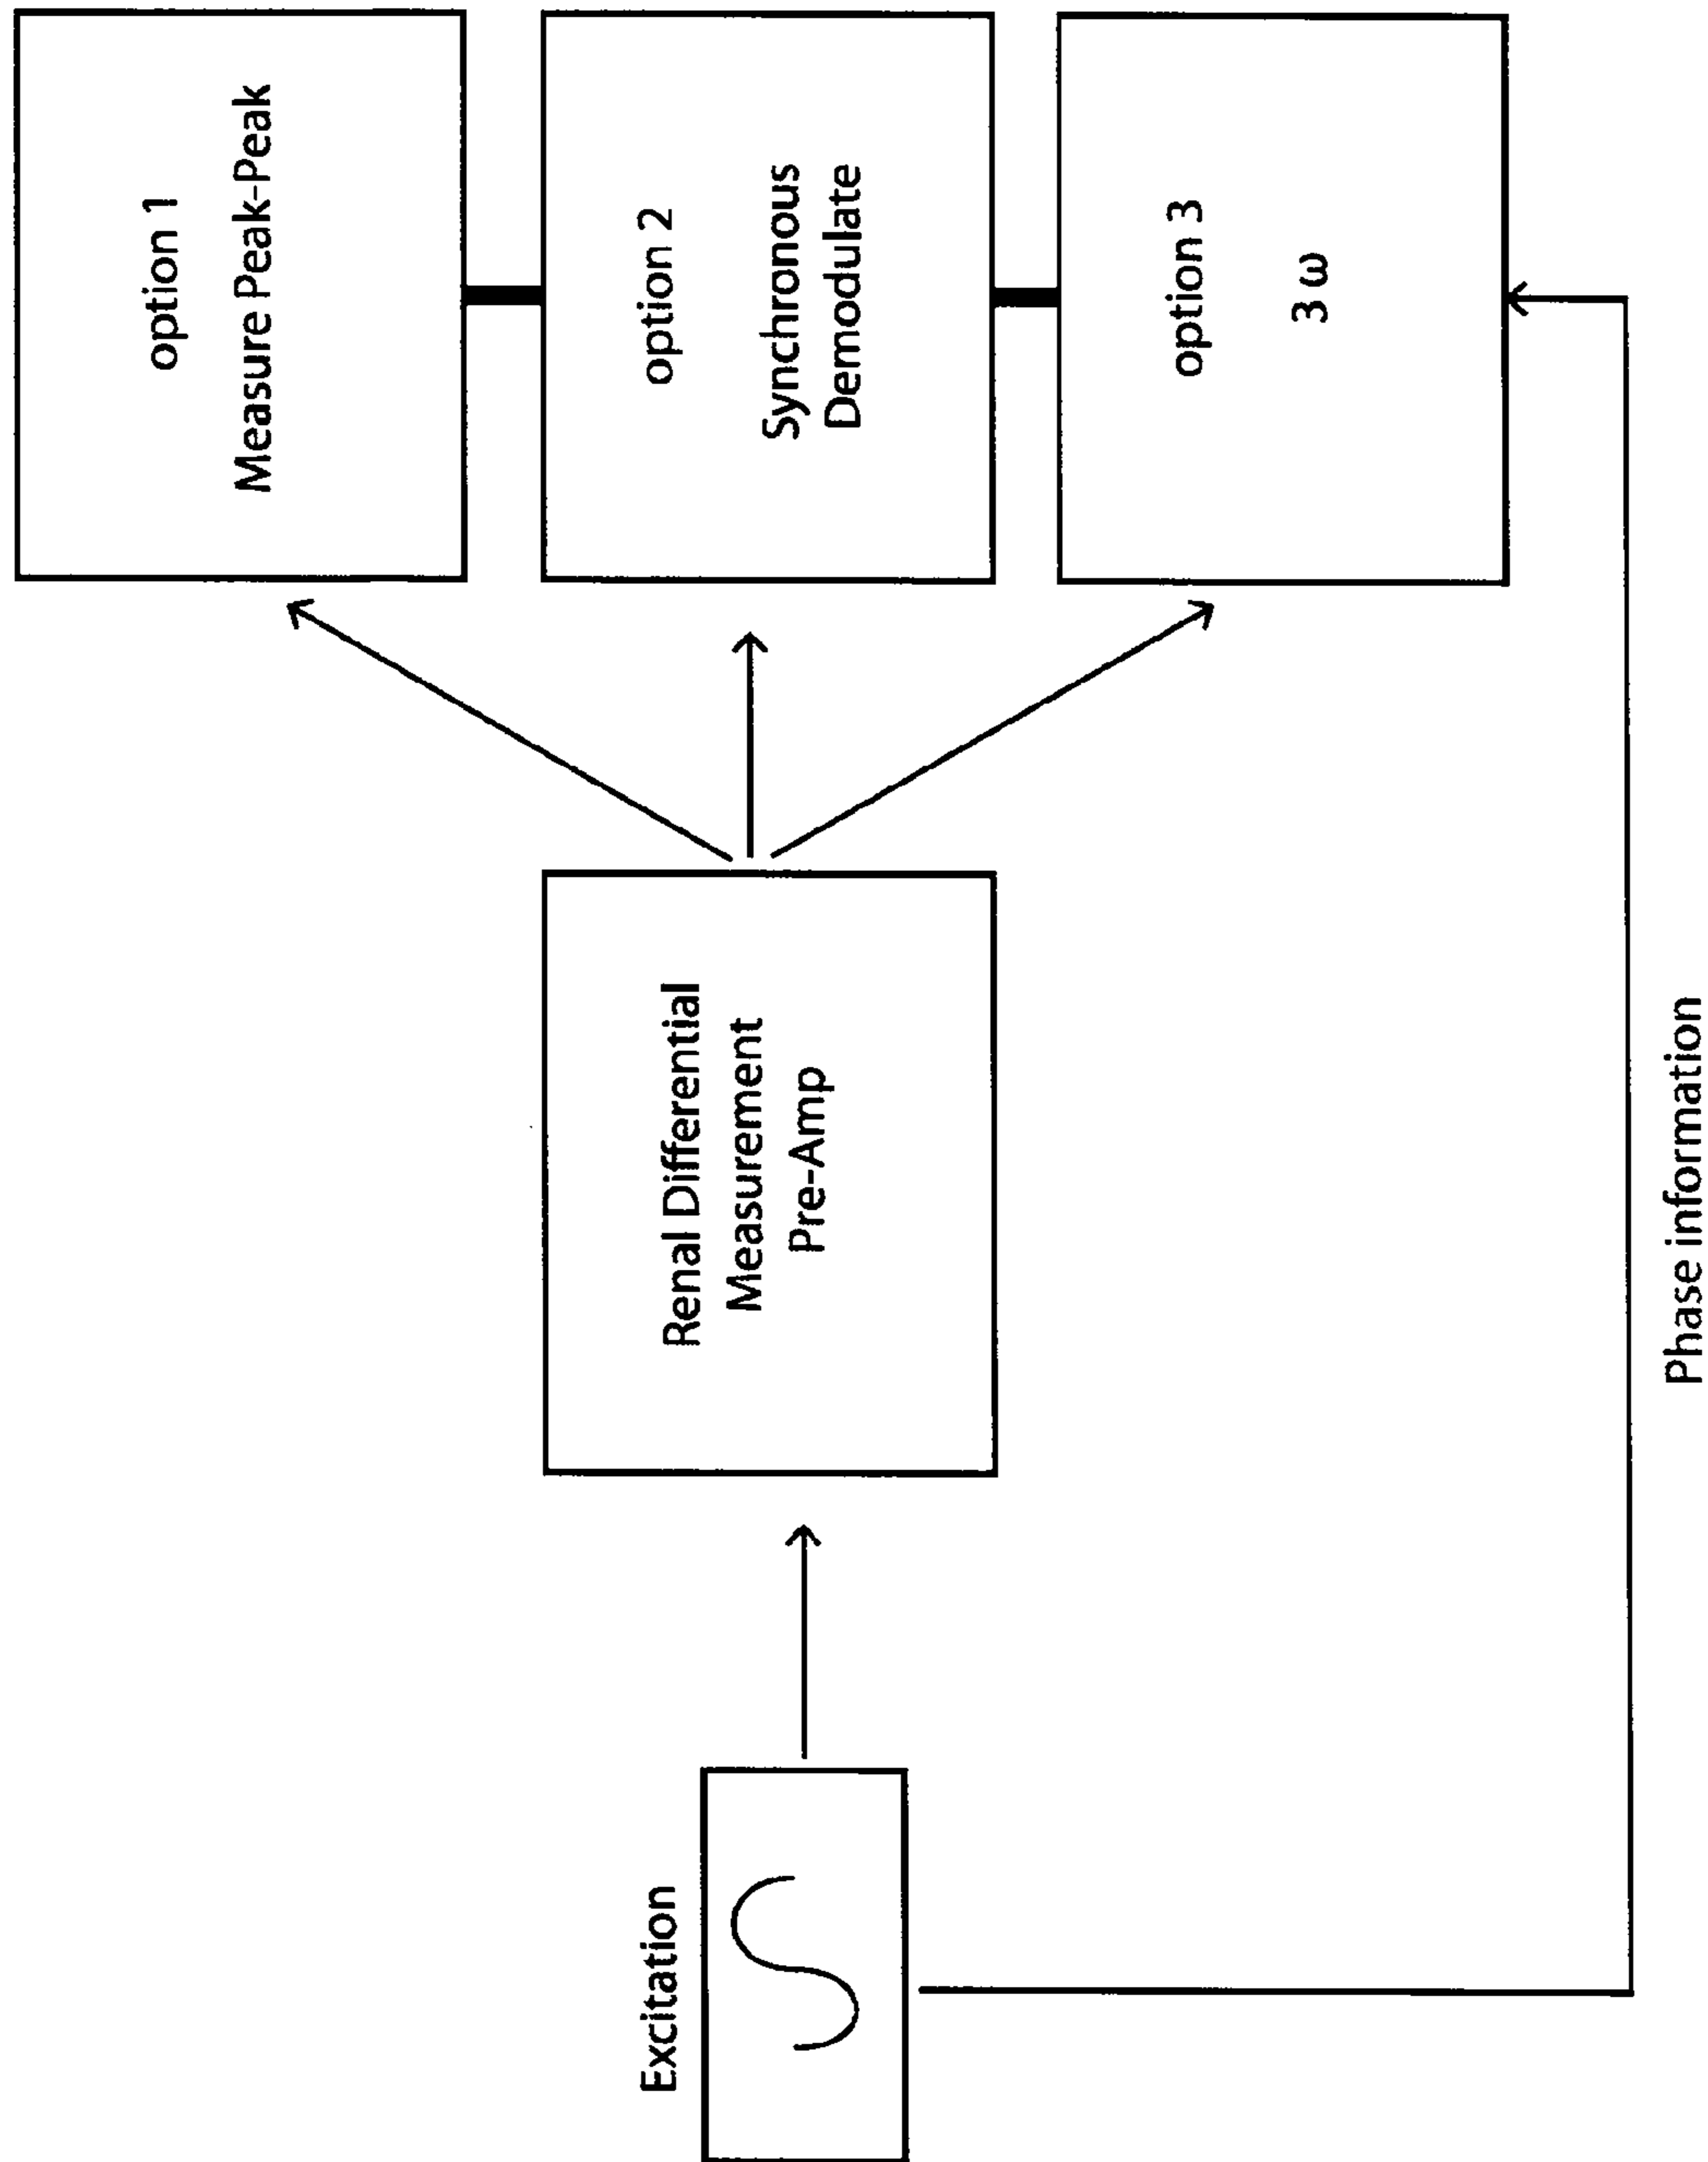 Excitation
Renal Differential
Measurement
Pre-Amp
option 1
Measure Peak-Peak
option 2
Synchronous
Demodulate
option 3
3 ω
Phase information